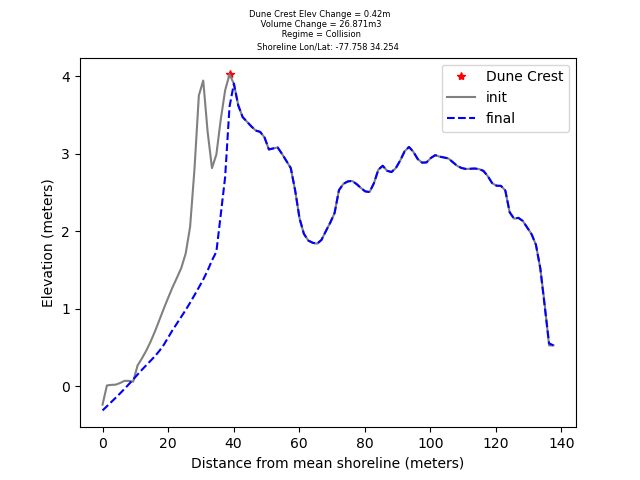 Dune Crest Elev Change = 0.42m
Volume Change = 26.871m3
Regime = Collision
Shoreline Lon/Lat: -77.758 34.254
Dune Crest
init
final
Elevation (meters)
4
3
2
1
0
0 20 40 60 80 100 120 140
Distance from mean shoreline (meters)